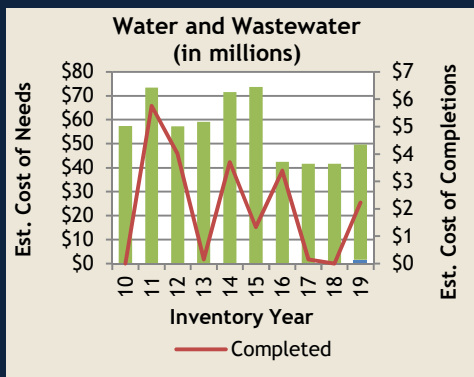 Water and Wastewater
(in millions)
Est. Cost of Needs
$80
$70
$60
$50
$40
$30
$20
$10
$0
$7
$6
$5
$4
$3
$2
$1
$0
Est. Cost of Completions
10 11 12 13 14 15 16 17 18 19
Inventory Year
Completed